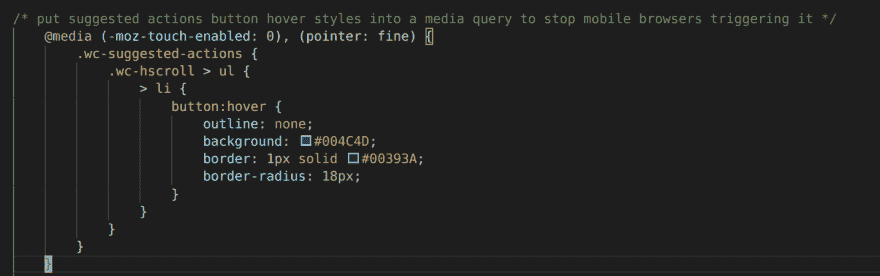 /* put suggested actions button hover styles into a media query to stop mobile browsers triggering it */
@media (-moz-touch-enabled: 0), (pointer: fine) {
.wc-suggested-actions {
.wc-hscroll > ul {
> li {
button:hover {
outline: none;
background: #004C4D;
border: 1px solid #00393A;
border-radius: 18px;
}
}
}
}
}